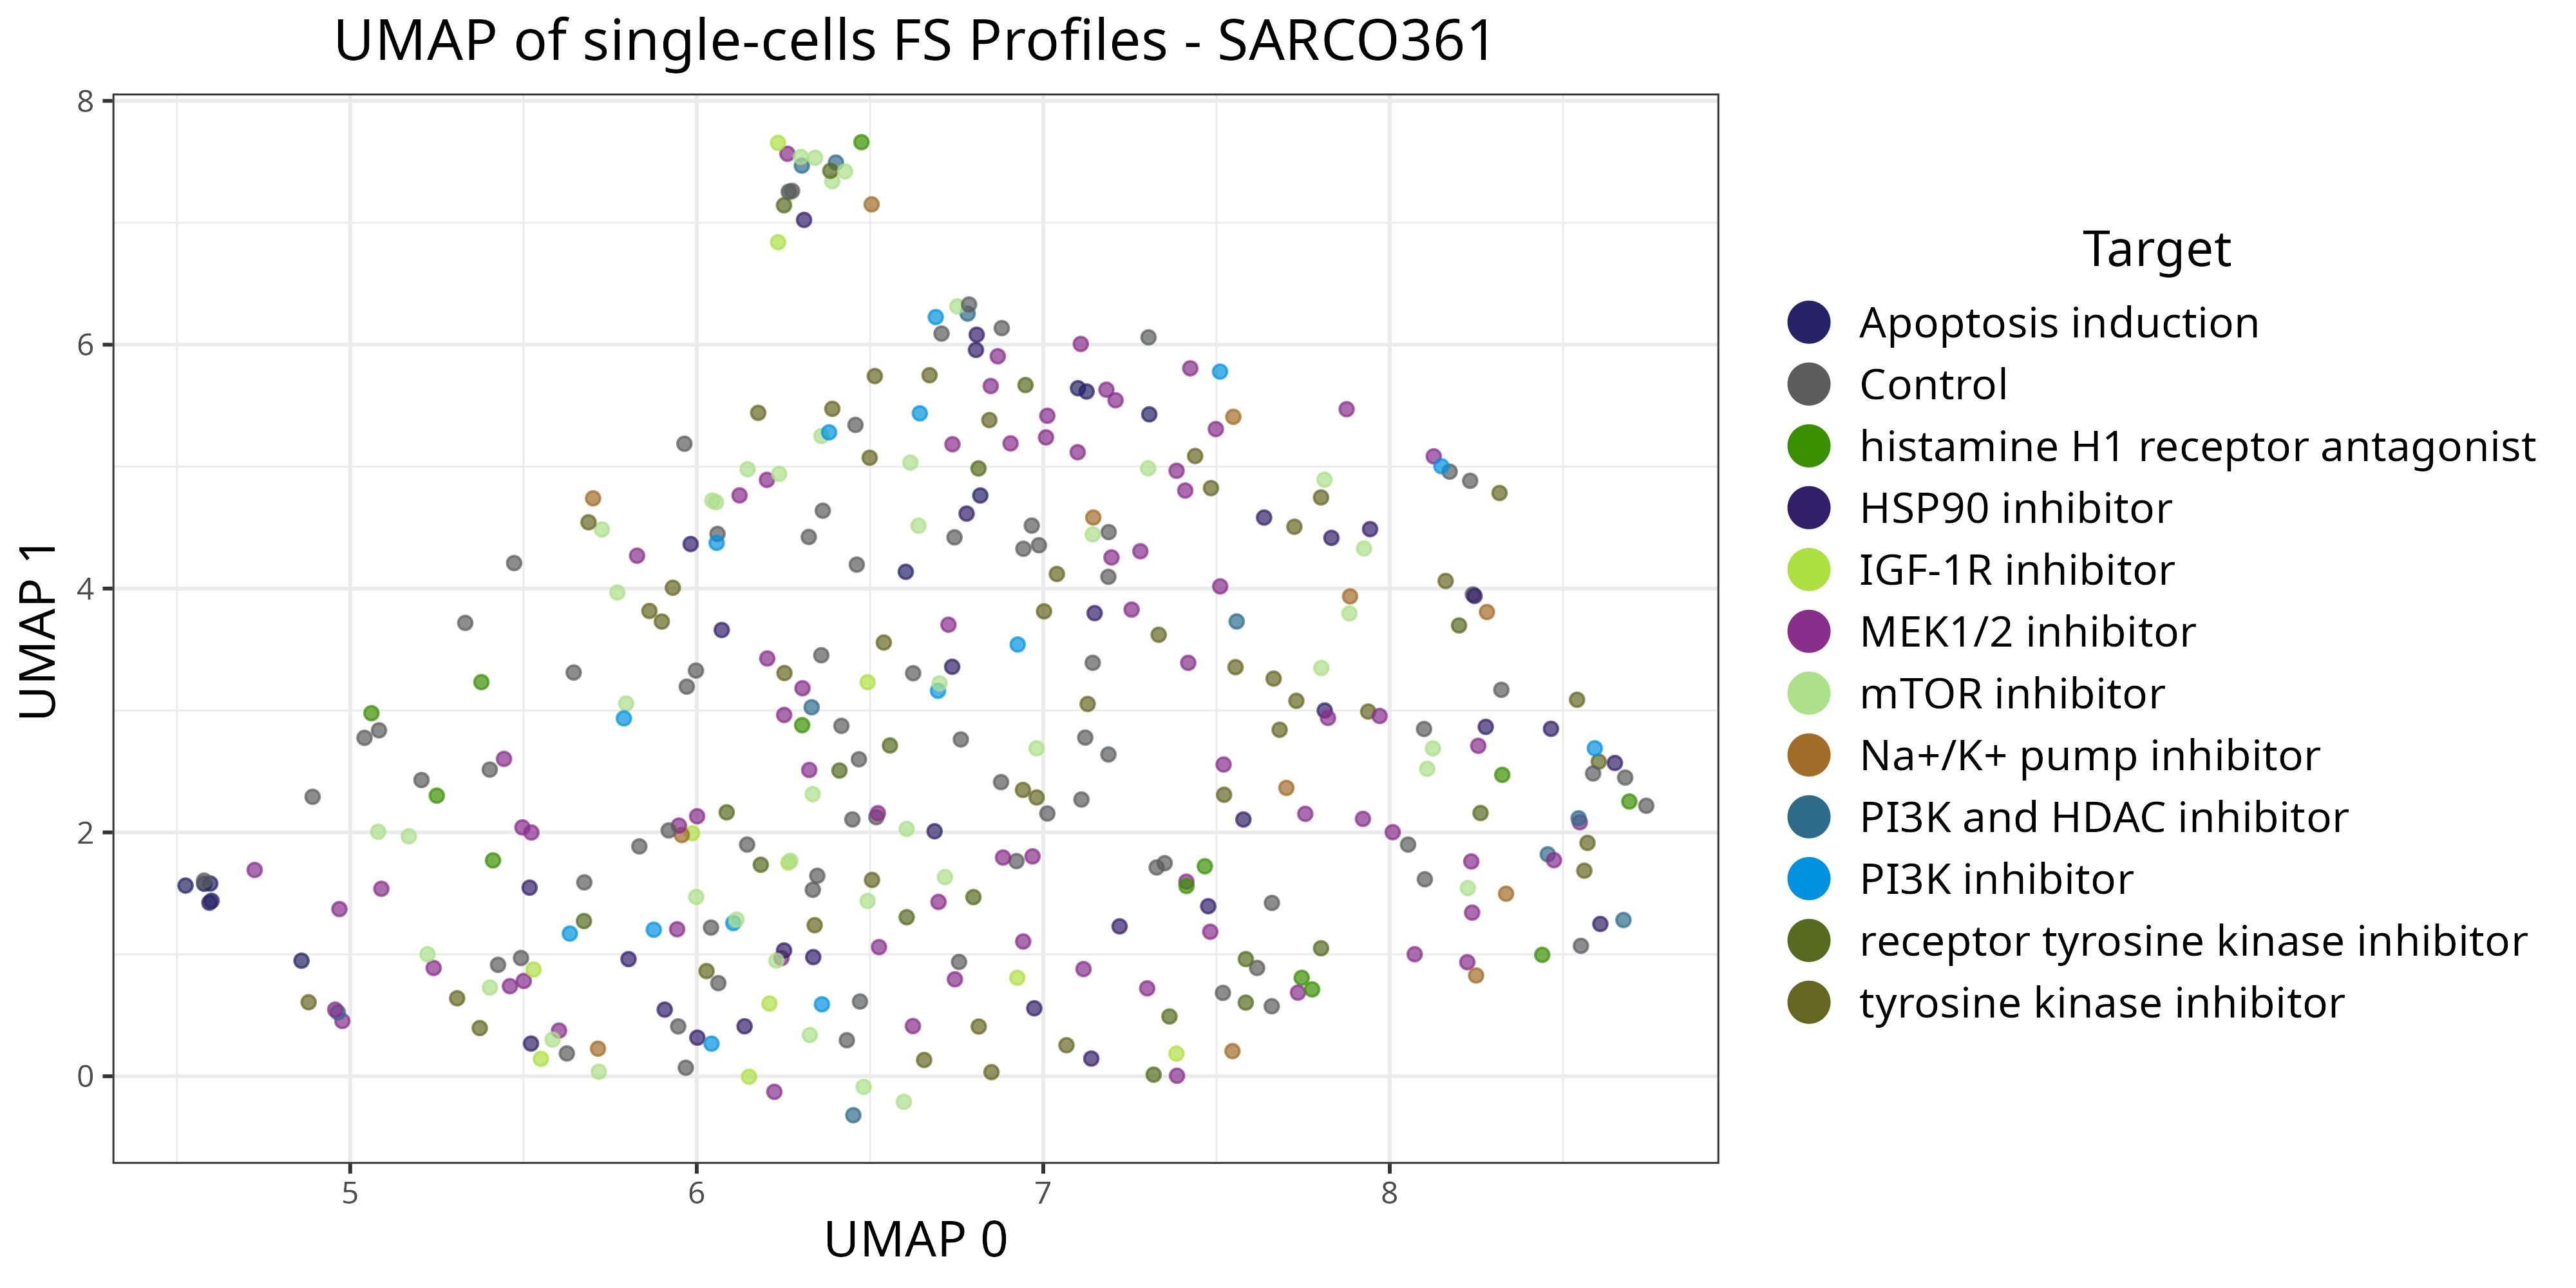 UMAP of single-cells FS Profiles - SARCO361
8
6
4
2
0
UMAP 1
5 6 7 8
UMAP 0
Target
Apoptosis induction
Control
histamine H1 receptor antagonist
HSP90 inhibitor
IGF-1R inhibitor
MEK1/2 inhibitor
mTOR inhibitor
Na+/K+ pump inhibitor
PI3K and HDAC inhibitor
PI3K inhibitor
receptor tyrosine kinase inhibitor
tyrosine kinase inhibitor